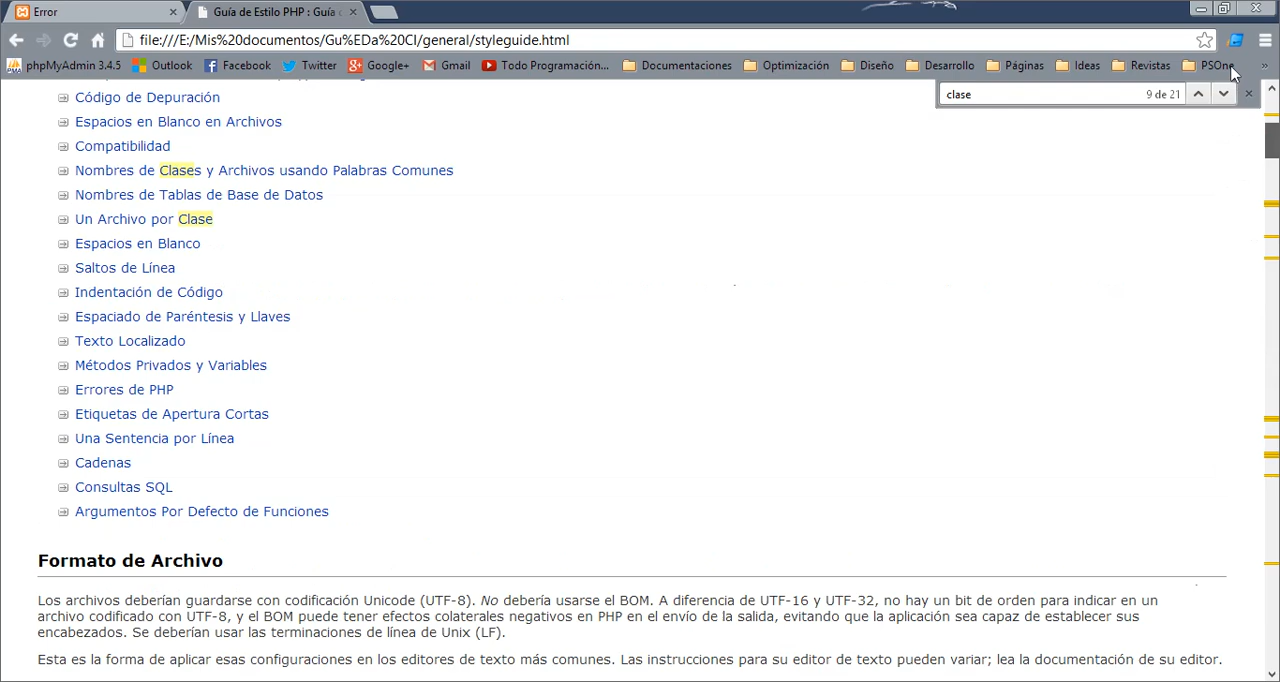 Error
Guía de Estilo PHP : Guía
file:///E:/Mis%20documentos/Gu%EDa%20CI/general/styleguide.html
phpMyAdmin 3.4.5 Outlook Facebook Twitter Google+ Gmail Todo Programación... Documentaciones Optimización Diseño Desarrollo Páginas Ideas Revistas PSOne »
clase 9 de 21
Código de Depuración
Espacios en Blanco en Archivos
Compatibilidad
Nombres de Clases y Archivos usando Palabras Comunes
Nombres de Tablas de Base de Datos
Un Archivo por Clase
Espacios en Blanco
Saltos de Línea
Indentación de Código
Espaciado de Paréntesis y Llaves
Texto Localizado
Métodos Privados y Variables
Errores de PHP
Etiquetas de Apertura Cortas
Una Sentencia por Línea
Cadenas
Consultas SQL
Argumentos Por Defecto de Funciones
Formato de Archivo
Los archivos deberían guardarse con codificación Unicode (UTF-8). No debería usarse el BOM. A diferencia de UTF-16 y UTF-32, no hay un bit de orden para indicar en un
archivo codificado con UTF-8, y el BOM puede tener efectos colaterales negativos en PHP en el envío de la salida, evitando que la aplicación sea capaz de establecer sus
encabezados. Se deberían usar las terminaciones de línea de Unix (LF).
Esta es la forma de aplicar esas configuraciones en los editores de texto más comunes. Las instrucciones para su editor de texto pueden variar; lea la documentación de su editor.